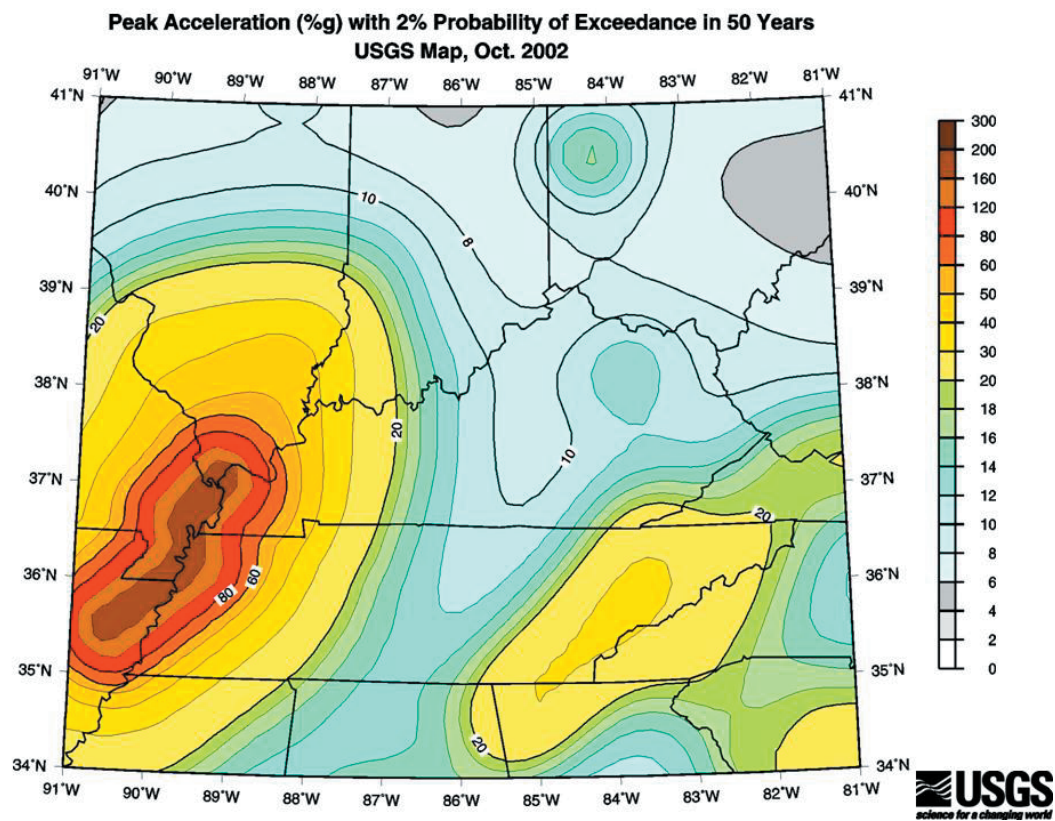 Peak Acceleration (%g) with 2% Probability of Exceedance in 50 Years
USGS Map, Oct. 2002
91°W 90°W 89°W 88°W 87°W 86°W 85°W 84°W 83°W 82°W 81°W
41°N 41°N
300
200
160
120
80
60
50
40
30
20
18
16
14
12
10
8
6
4
2
0
40°N 40°N
10
8
39°N 39°N
20
38°N 38°N
20
10
37°N 37°N
20
36°N 36°N
60
80
35°N 35°N
20
34°N 34°N
91°W 90°W 89°W 88°W 87°W 86°W 85°W 84°W 83°W 82°W 81°W
USGS
science for a changing world